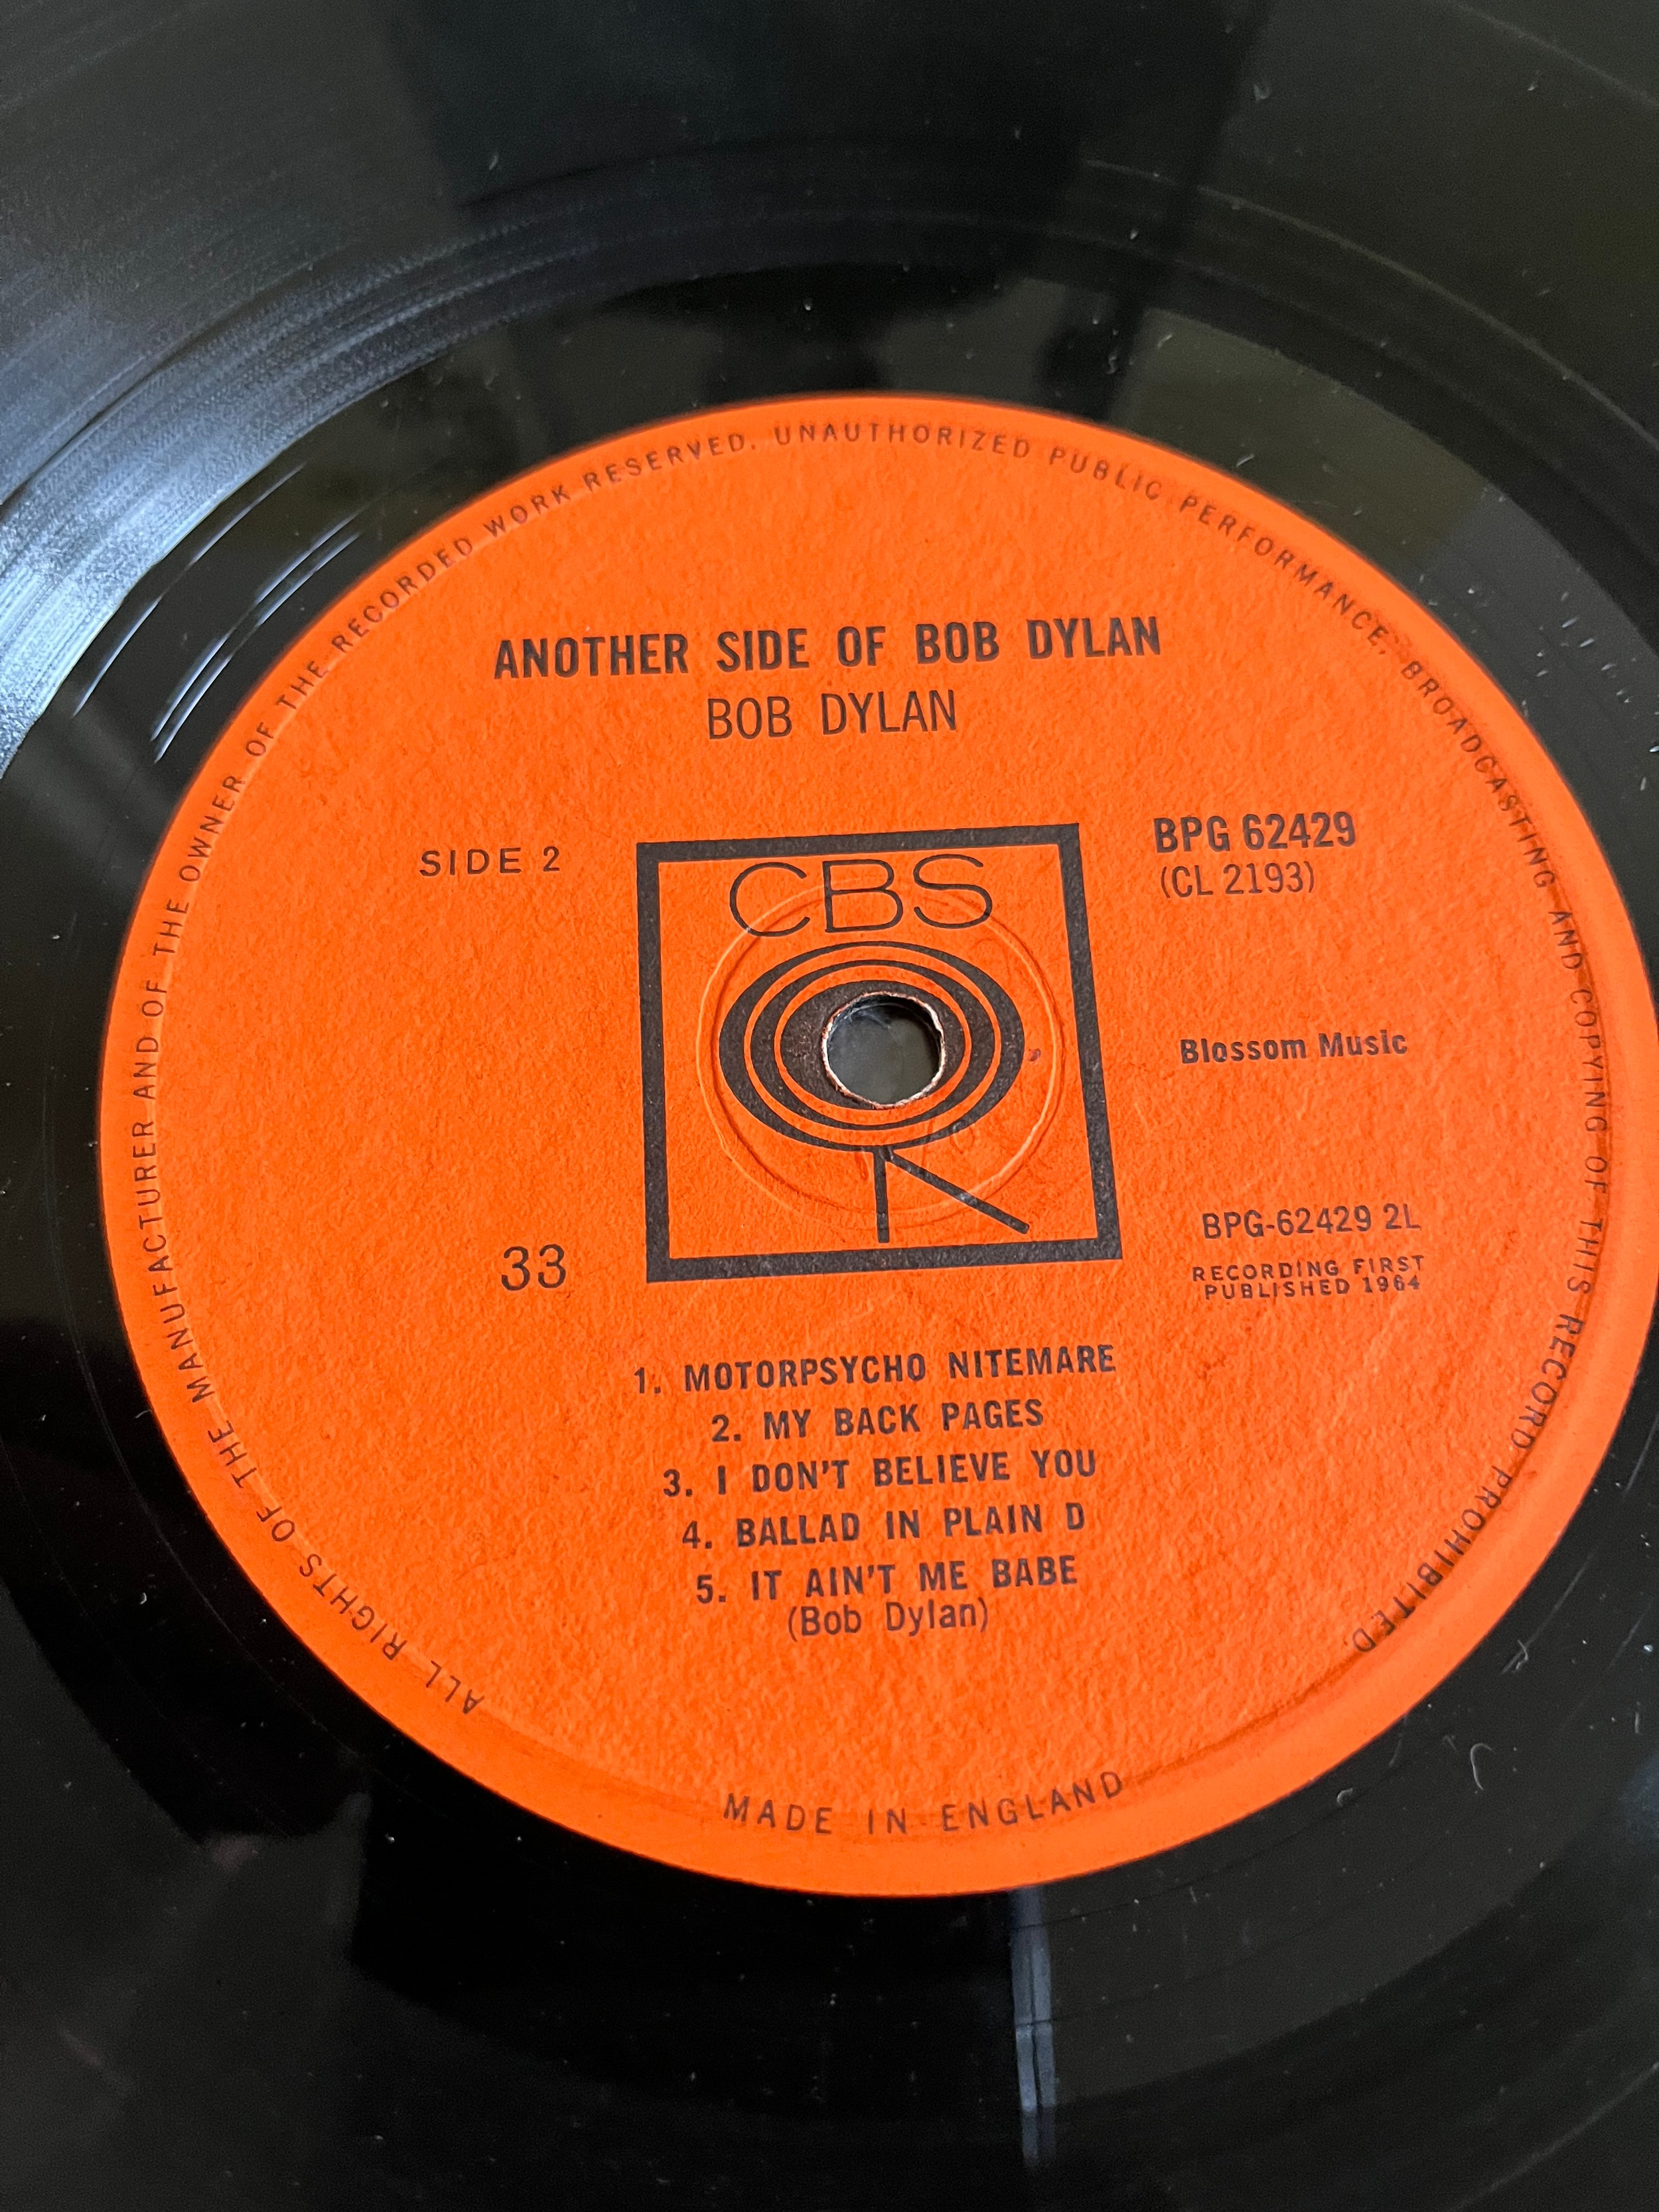 ALL RIGHTS OF THE MANUFACTURER AND OF THE OWNER OF THE RECORDED WORK RESERVED. UNAUTHORIZED PUBLIC PERFORMANCE, BROADCASTING AND COPYING OF THIS RECORD PROHIBITED
ANOTHER SIDE OF BOB DYLAN
BOB DYLAN
SIDE 2
CBS
BPG 62429
(CL 2193)
Blossom Music
33
BPG-62429 2L
RECORDING FIRST
PUBLISHED 1964
1. MOTORPSYCHO NITEMARE
2. MY BACK PAGES
3. I DON'T BELIEVE YOU
4. BALLAD IN PLAIN D
5. IT AIN'T ME BABE
(Bob Dylan)
MADE IN ENGLAND